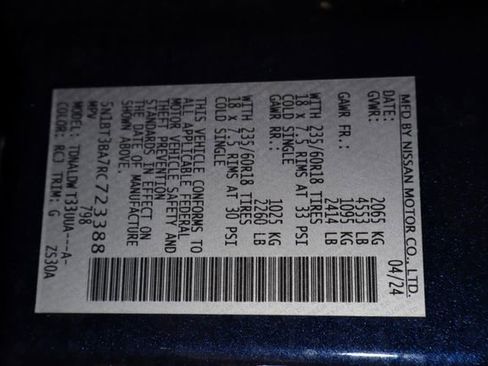 MFD BY NISSAN MOTOR CO., LTD.
DATE: 04/24
GVWR: 2065 KG
4553 LB
GAWR FR.: 1095 KG
2414 LB
WITH 235/60R18 TIRES
18 x 7.5 RIMS AT 33 PSI
COLD SINGLE
GAWR RR.: 1025 KG
2260 LB
WITH 235/60R18 TIRES
18 x 7.5 RIMS AT 30 PSI
COLD SINGLE
THIS VEHICLE CONFORMS TO
ALL APPLICABLE FEDERAL
MOTOR VEHICLE SAFETY AND
THEFT PREVENTION
STANDARDS IN EFFECT ON
THE DATE OF MANUFACTURE
SHOWN ABOVE.
5N1BT3BA7RC723388
MPV 798
MODEL: TDNALDWT33UUA---A-
COLOR: RCJ TRIM: G Z530A